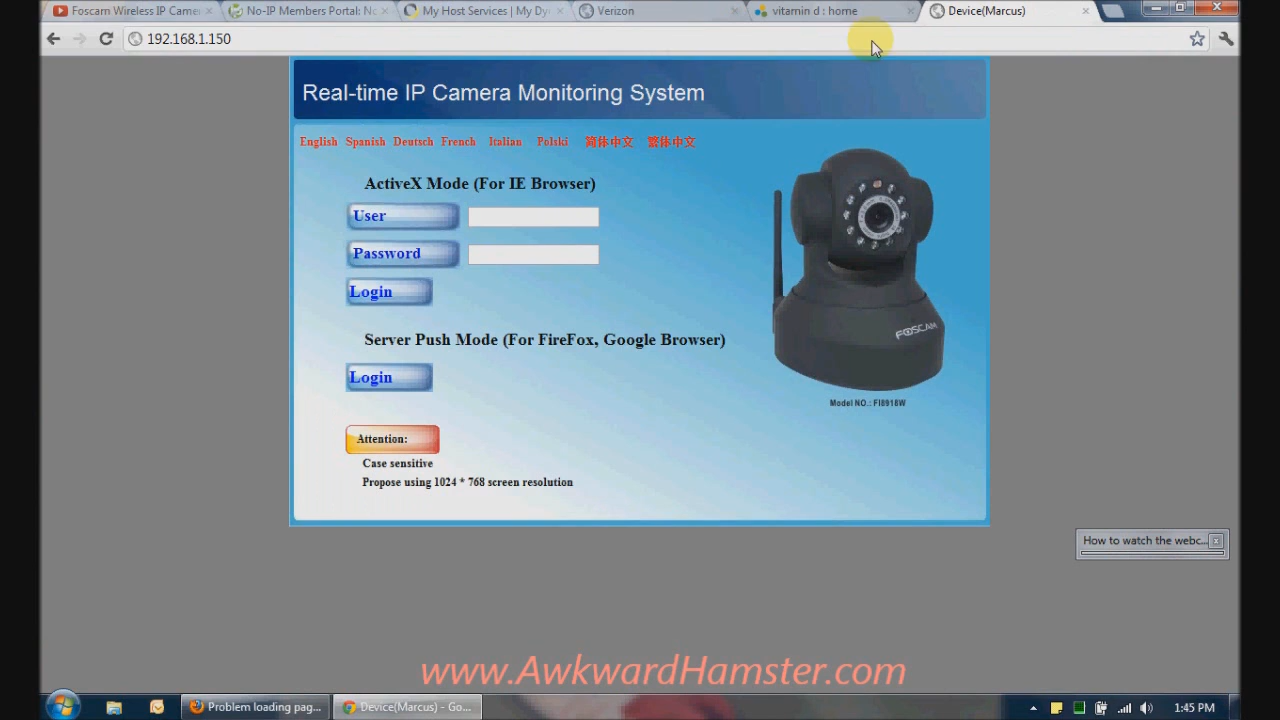 Foscam Wireless IP Camer
No-IP Members Portal: No
My Host Services | My Dy
Verizon
vitamin d : home
Device(Marcus)
192.168.1.150
Real-time IP Camera Monitoring System
English Spanish Deutsch French Italian Polski 简体中文 繁体中文
ActiveX Mode (For IE Browser)
User
Password
Login
Server Push Mode (For FireFox, Google Browser)
Login
Attention:
Case sensitive
Propose using 1024 * 768 screen resolution
FOSCAM
Model NO.: FI8918W
How to watch the webc...
www.AwkwardHamster.com
Problem loading pag...
Device(Marcus) - Go...
1:45 PM